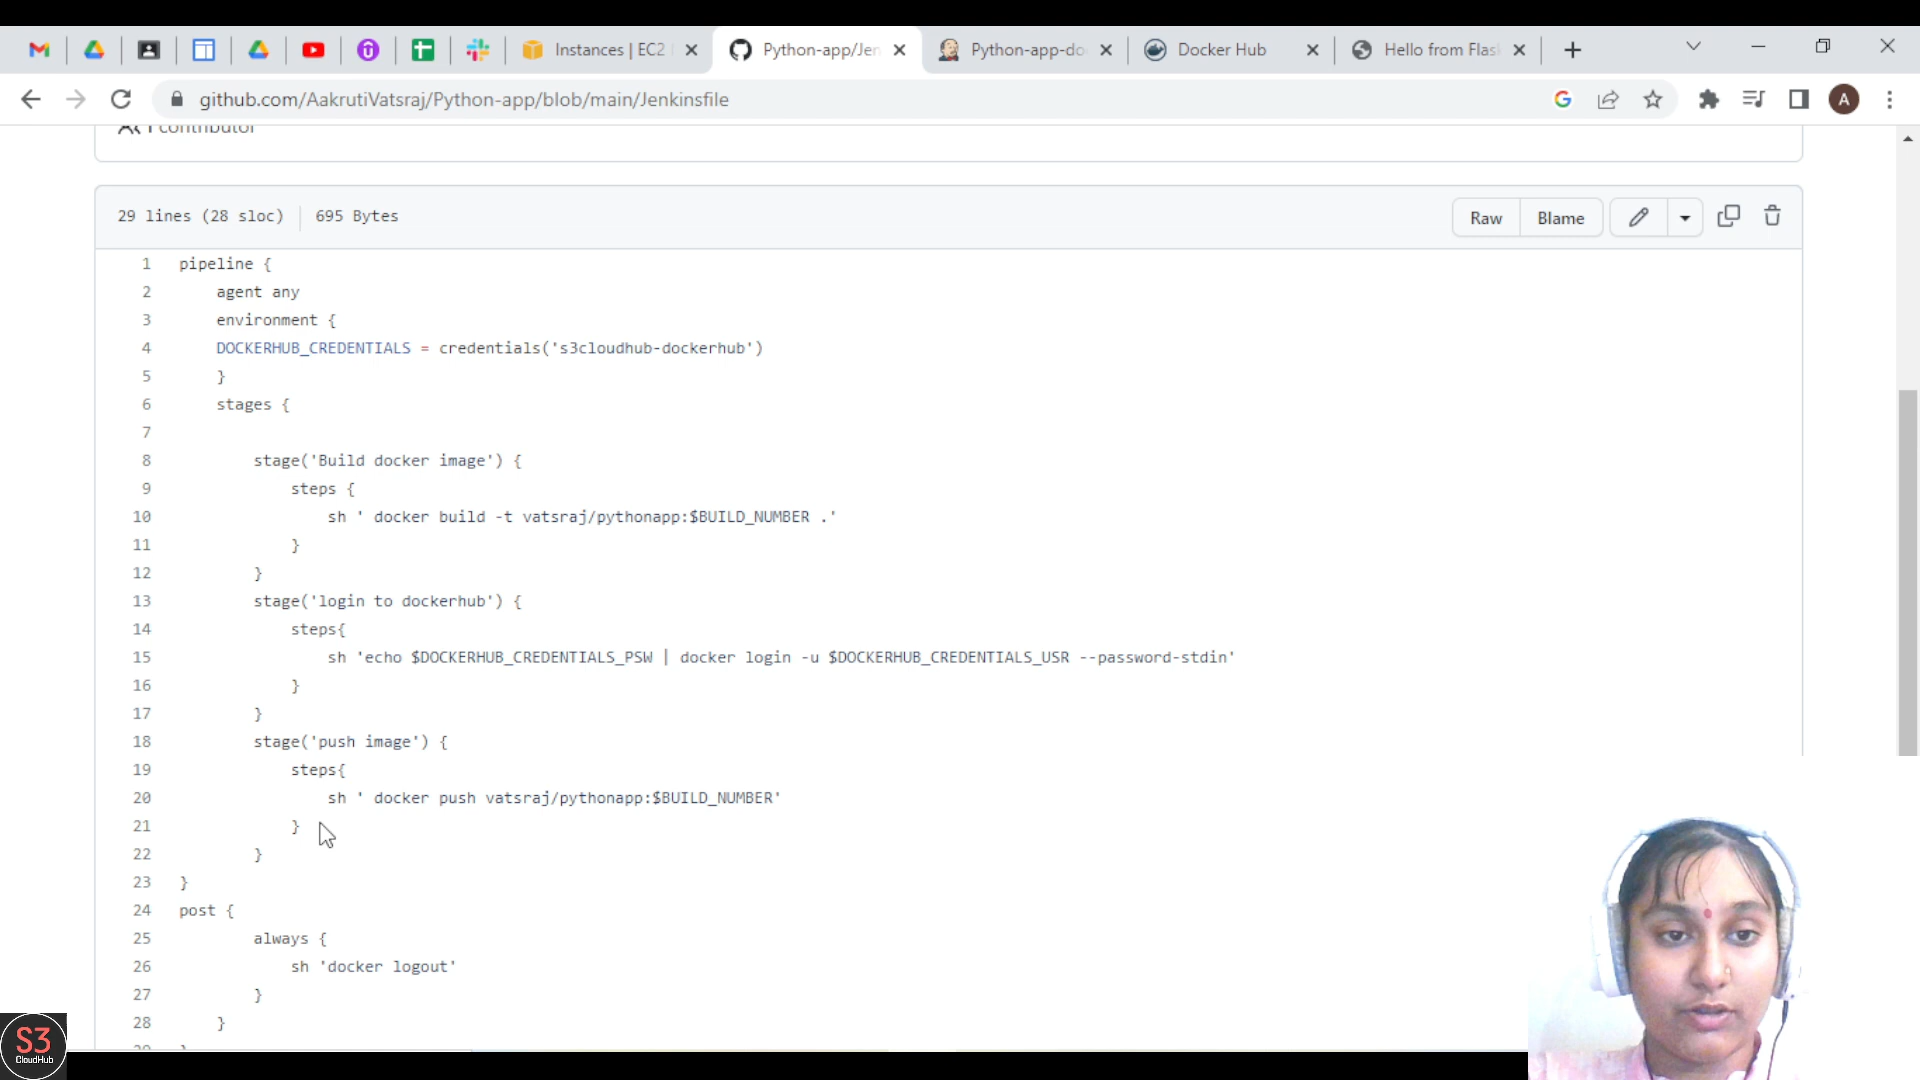 Instances | EC2
Python-app/Jen
Python-app-do
Docker Hub
Hello from Flas
github.com/AakrutiVatsraj/Python-app/blob/main/Jenkinsfile
A
1 contributor
29 lines (28 sloc) | 695 Bytes
Raw
Blame
1 pipeline {
2 agent any
3 environment {
4 DOCKERHUB_CREDENTIALS = credentials('s3cloudhub-dockerhub')
5 }
6 stages {
7
8 stage('Build docker image') {
9 steps {
10 sh ' docker build -t vatsraj/pythonapp:$BUILD_NUMBER .'
11 }
12 }
13 stage('login to dockerhub') {
14 steps{
15 sh 'echo $DOCKERHUB_CREDENTIALS_PSW | docker login -u $DOCKERHUB_CREDENTIALS_USR --password-stdin'
16 }
17 }
18 stage('push image') {
19 steps{
20 sh ' docker push vatsraj/pythonapp:$BUILD_NUMBER'
21 }
22 }
23 }
24 post {
25 always {
26 sh 'docker logout'
27 }
28 }
S3
CloudHub